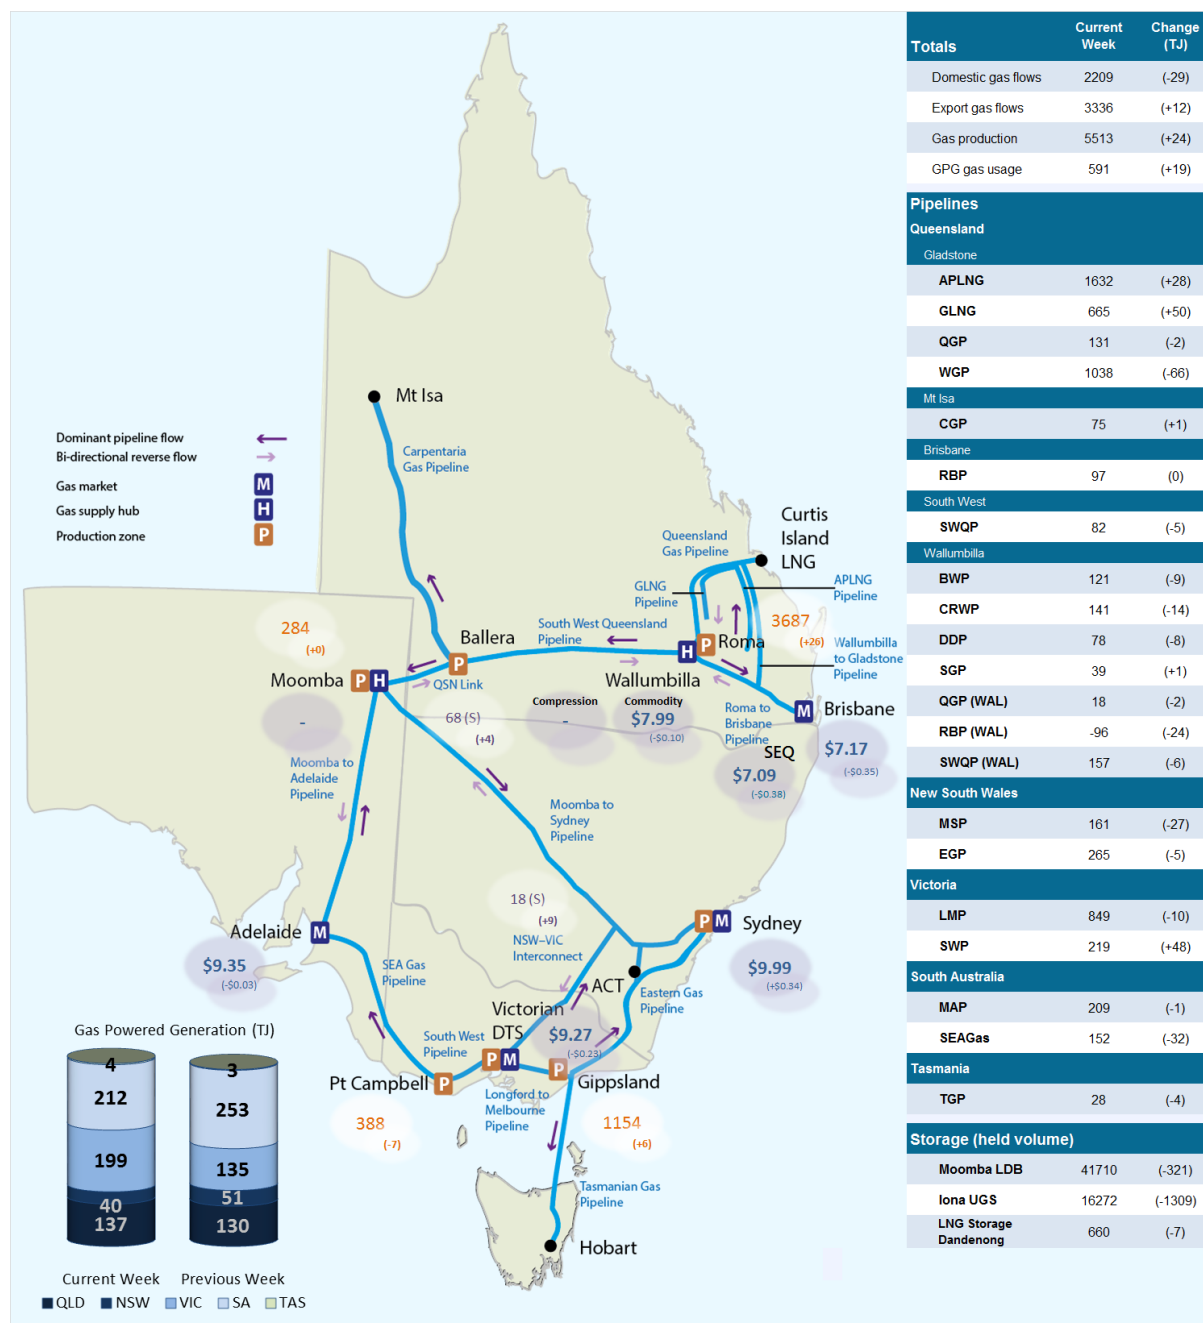 Dominant pipeline flow
Bi-directional reverse flow
Gas market M
Gas supply hub H
Production zone P
Mt Isa
Carpentaria
Gas Pipeline
Curtis
Island
LNG
Queensland
Gas Pipeline
GLNG
Pipeline
APLNG
Pipeline
3687
(+26)
284
(+0)
Ballera
P
South West Queensland
Pipeline
H P Roma
Wallumbilla
to Gladstone
Pipeline
Moomba P H
QSN Link
Wallumbilla
M Brisbane
-
68 (S)
(+4)
Compression
-
Commodity
$7.99
(-$0.10)
Roma to
Brisbane
Pipeline
SEQ
$7.09
(-$0.38)
$7.17
(-$0.35)
Moomba to
Adelaide
Pipeline
Moomba to
Sydney
Pipeline
18 (S)
(+9)
NSW-VIC
Interconnect
P M Sydney
$9.99
(+$0.34)
Adelaide M
$9.35
(-$0.03)
SEA Gas
Pipeline
ACT
Eastern Gas
Pipeline
Victorian
DTS
P M
$9.27
(-$0.23)
South West
Pipeline
Pt Campbell P
388
(-7)
P
Gippsland
1154
(+6)
Longford to
Melbourne
Pipeline
Tasmanian Gas
Pipeline
Hobart
Gas Powered Generation (TJ)
4 3
212 253
199 135
40 51
137 130
Current Week Previous Week
QLD NSW VIC SA TAS
Totals Current Week Change (TJ)
Domestic gas flows 2209 (-29)
Export gas flows 3336 (+12)
Gas production 5513 (+24)
GPG gas usage 591 (+19)
Pipelines
Queensland
Gladstone
APLNG 1632 (+28)
GLNG 665 (+50)
QGP 131 (-2)
WGP 1038 (-66)
Mt Isa
CGP 75 (+1)
Brisbane
RBP 97 (0)
South West
SWQP 82 (-5)
Wallumbilla
BWP 121 (-9)
CRWP 141 (-14)
DDP 78 (-8)
SGP 39 (+1)
QGP (WAL) 18 (-2)
RBP (WAL) -96 (-24)
SWQP (WAL) 157 (-6)
New South Wales
MSP 161 (-27)
EGP 265 (-5)
Victoria
LMP 849 (-10)
SWP 219 (+48)
South Australia
MAP 209 (-1)
SEAGas 152 (-32)
Tasmania
TGP 28 (-4)
Storage (held volume)
Moomba LDB 41710 (-321)
Iona UGS 16272 (-1309)
LNG Storage
Dandenong 660 (-7)